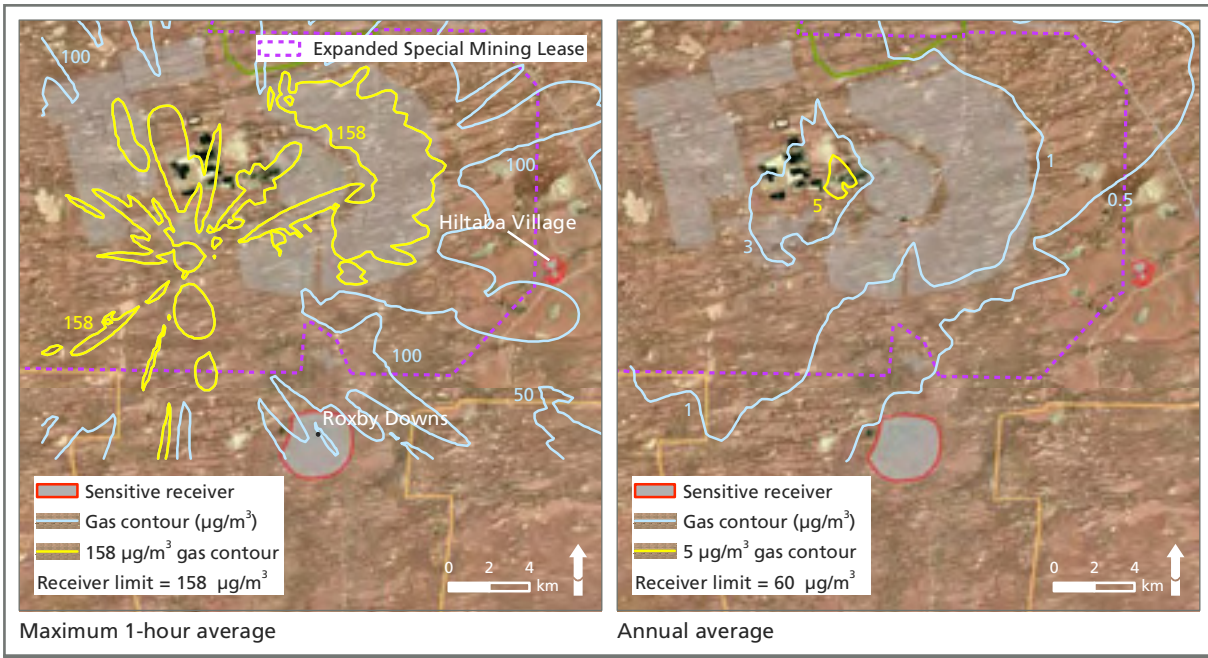 Expanded Special Mining Lease
100
158
100
Hiltaba Village
158
100
50
Roxby Downs
Sensitive receiver
Gas contour (µg/m³)
158 µg/m³ gas contour
Receiver limit = 158 µg/m³
0 2 4
km
Maximum 1-hour average
1
0.5
5
3
1
Sensitive receiver
Gas contour (µg/m³)
5 µg/m³ gas contour
Receiver limit = 60 µg/m³
0 2 4
km
Annual average